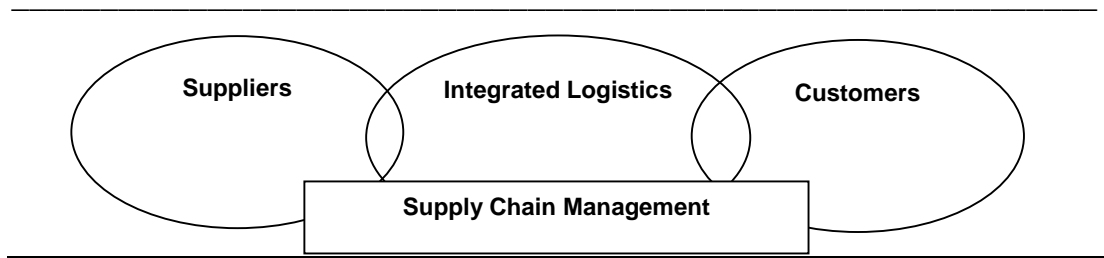 Suppliers
Integrated Logistics
Customers
Supply Chain Management